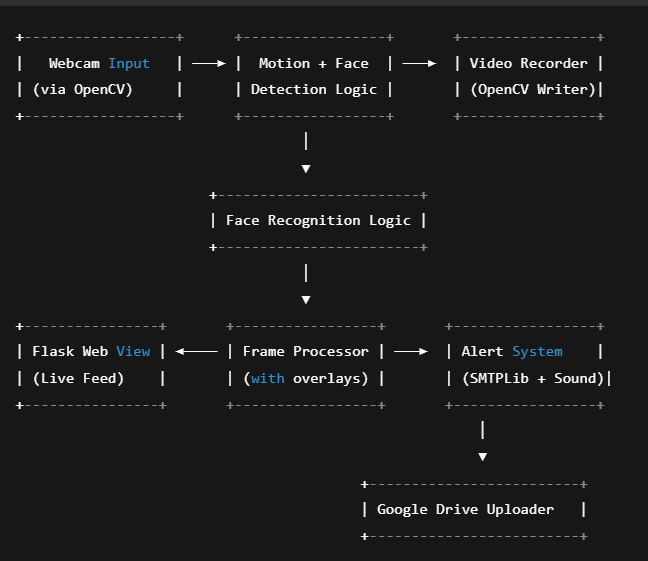 +------------------+      +-----------------+       +----------------+
|   Webcam Input   | ───► |  Motion + Face  | ───►  | Video Recorder |
| (via OpenCV)     |      | Detection Logic |       | (OpenCV Writer)|
+------------------+      +-----------------+       +----------------+
                                  │
                                  ▼
                       +------------------------+
                       | Face Recognition Logic |
                       +------------------------+
                                  │
                                  ▼
+----------------+       +-----------------+       +-----------------+
| Flask Web View | ◄──── | Frame Processor | ───►  | Alert System    |
| (Live Feed)    |       | (with overlays) |       | (SMTPLib + Sound)|
+----------------+       +-----------------+       +-----------------+
                                                       │
                                                       ▼
                                         +-------------------------+
                                         | Google Drive Uploader   |
                                         +-------------------------+